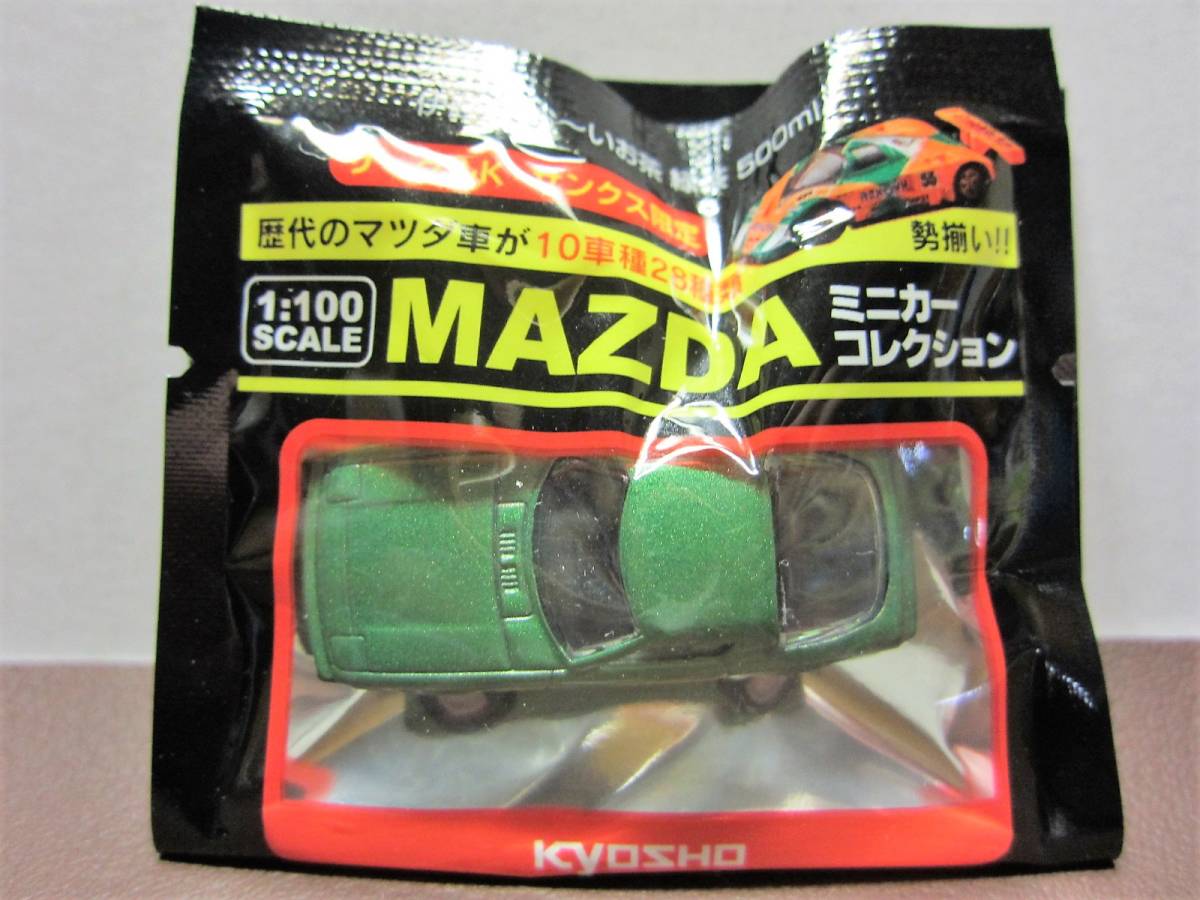 〜いお茶 緑茶 500ml
サンクス限定
歴代のマツダ車が10車種28種類
勢揃い!!
1:100
SCALE
MAZDA
ミニカー
コレクション
55
KYOSHO